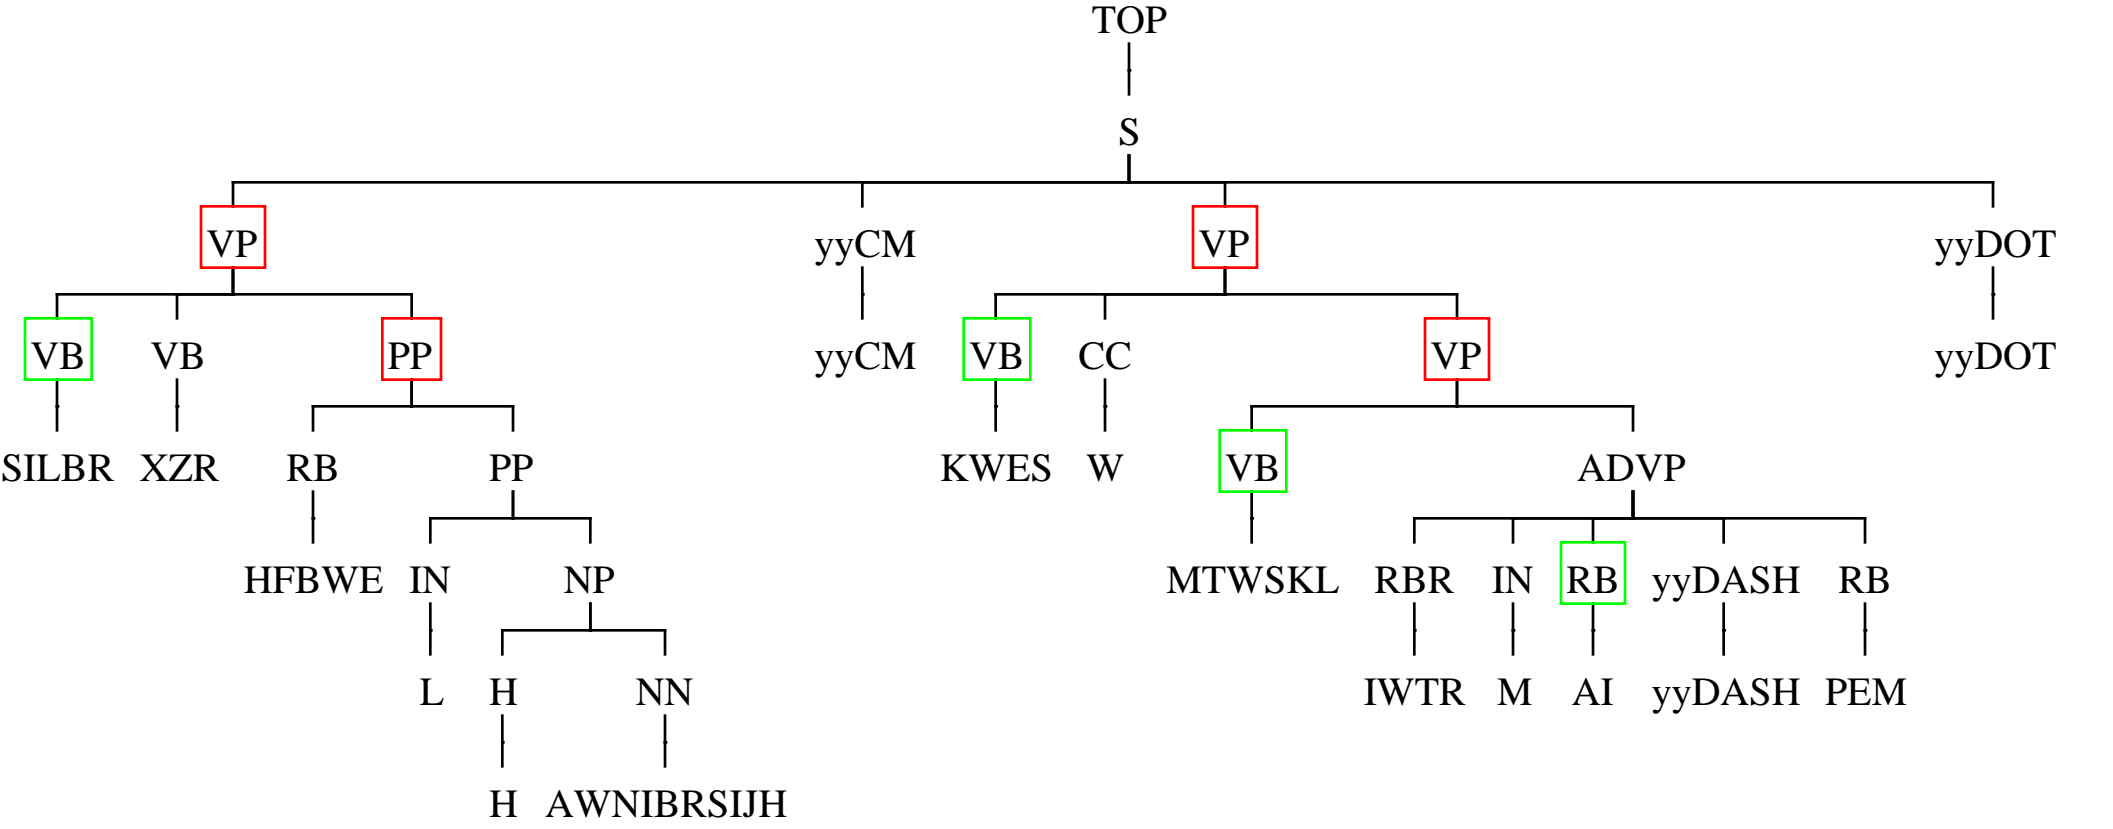 TOP
S
VP yyCM VP yyDOT
VB VB PP yyCM VB CC VP yyDOT
SILBR XZR RB PP KWES W VB ADVP
HFBWE IN NP MTWSKL RBR IN RB yyDASH RB
L H NN IWTR M AI yyDASH PEM
H AWNIBRSIJH